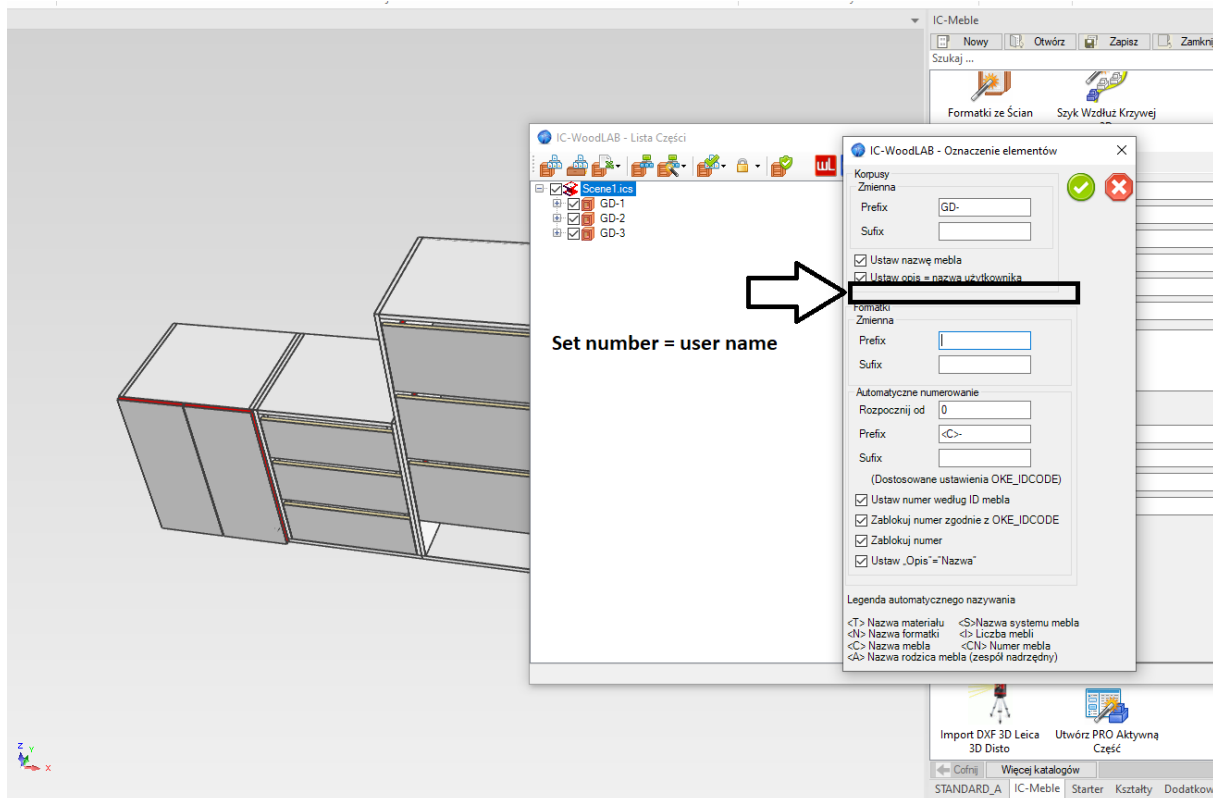 IC-Meble
Nowy Otwórz Zapisz Zamknij
Szukaj ...
Formatki ze Ścian Szyk Wzdłuż Krzywej
IC-WoodLAB - Lista Części
Scene1.ics
GD-1
GD-2
GD-3
IC-WoodLAB - Oznaczenie elementów
Korpusy
Zmienna
Prefix GD-
Sufix
Ustaw nazwę mebla
Ustaw opis = nazwa użytkownika
Set number = user name
Formatki
Zmienna
Prefix
Sufix
Automatyczne numerowanie
Rozpocznij od 0
Prefix <C>-
Sufix
(Dostosowane ustawienia OKE_IDCODE)
Ustaw numer według ID mebla
Zablokuj numer zgodnie z OKE_IDCODE
Zablokuj numer
Ustaw „Opis"="Nazwa"
Legenda automatycznego nazywania
<T> Nazwa materiału <S>Nazwa systemu mebla
<N> Nazwa formatki <I> Liczba mebli
<C> Nazwa mebla <CN> Numer mebla
<A> Nazwa rodzica mebla (zespół nadrzędny)
Import DXF 3D Leica
3D Disto
Utwórz PRO Aktywną
Część
Cofnij Więcej katalogów
STANDARD_A IC-Meble Starter Kształty Dodatkow
Z Y
X